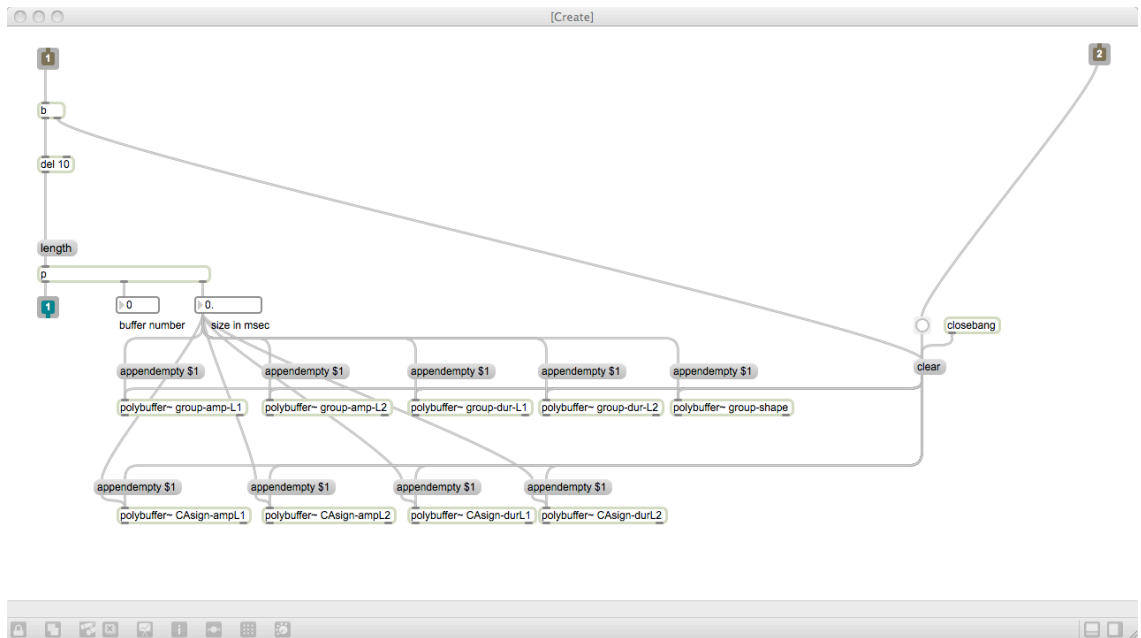 [Create]
1
2
b
del 10
length
p
1
0
0.
buffer number
size in msec
closebang
clear
appendempty $1
appendempty $1
appendempty $1
appendempty $1
appendempty $1
polybuffer~ group-amp-L1
polybuffer~ group-amp-L2
polybuffer~ group-dur-L1
polybuffer~ group-dur-L2
polybuffer~ group-shape
appendempty $1
appendempty $1
appendempty $1
appendempty $1
polybuffer~ CAsign-ampL1
polybuffer~ CAsign-ampL2
polybuffer~ CAsign-durL1
polybuffer~ CAsign-durL2